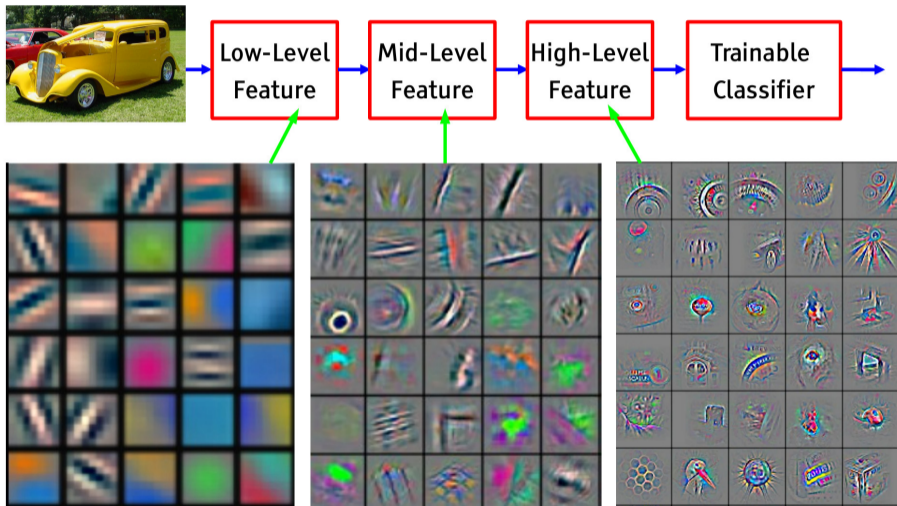 Low-Level
Feature
Mid-Level
Feature
High-Level
Feature
Trainable
Classifier